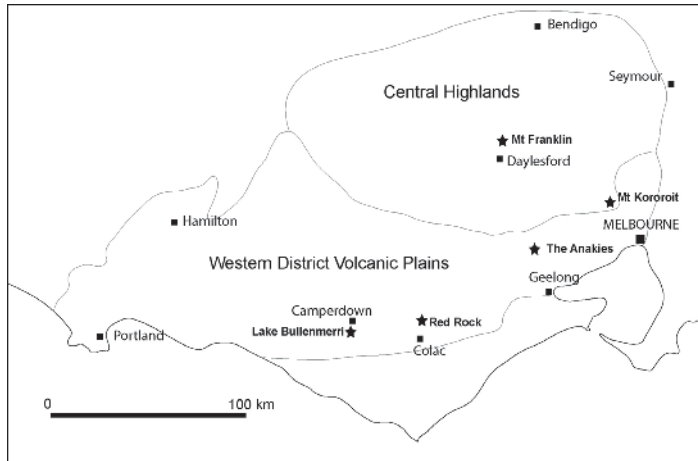 Bendigo
Seymour
Central Highlands
Mt Franklin
Daylesford
Mt Kororoit
Hamilton
MELBOURNE
The Anakies
Western District Volcanic Plains
Geelong
Camperdown
Lake Bullenmerri
Red Rock
Portland
Colac
0 100 km